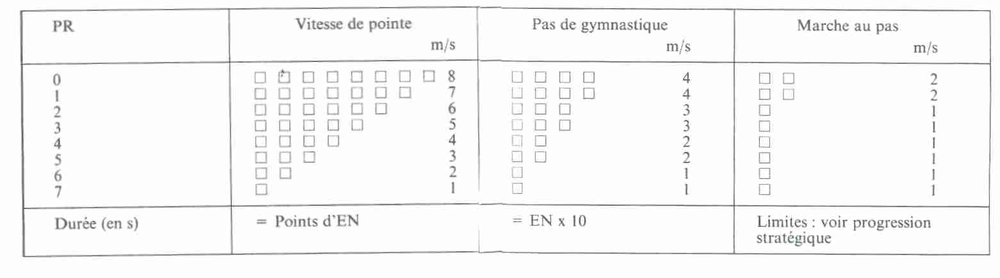 PR Vitesse de pointe Pas de gymnastique Marche au pas
m/s m/s m/s
0 □ □ □ □ □ □ □ □ 8 □ □ □ □ 4 □ □ 2
1 □ □ □ □ □ □ □ 7 □ □ □ □ 4 □ □ 2
2 □ □ □ □ □ □ 6 □ □ □ 3 □ 1
3 □ □ □ □ □ 5 □ □ □ 3 □ 1
4 □ □ □ □ 4 □ □ 2 □ 1
5 □ □ □ 3 □ □ 2 □ 1
6 □ □ 2 □ 1 □ 1
7 □ 1 □ 1 □ 1
Durée (en s) = Points d'EN = EN x 10 Limites : voir progression
stratégique